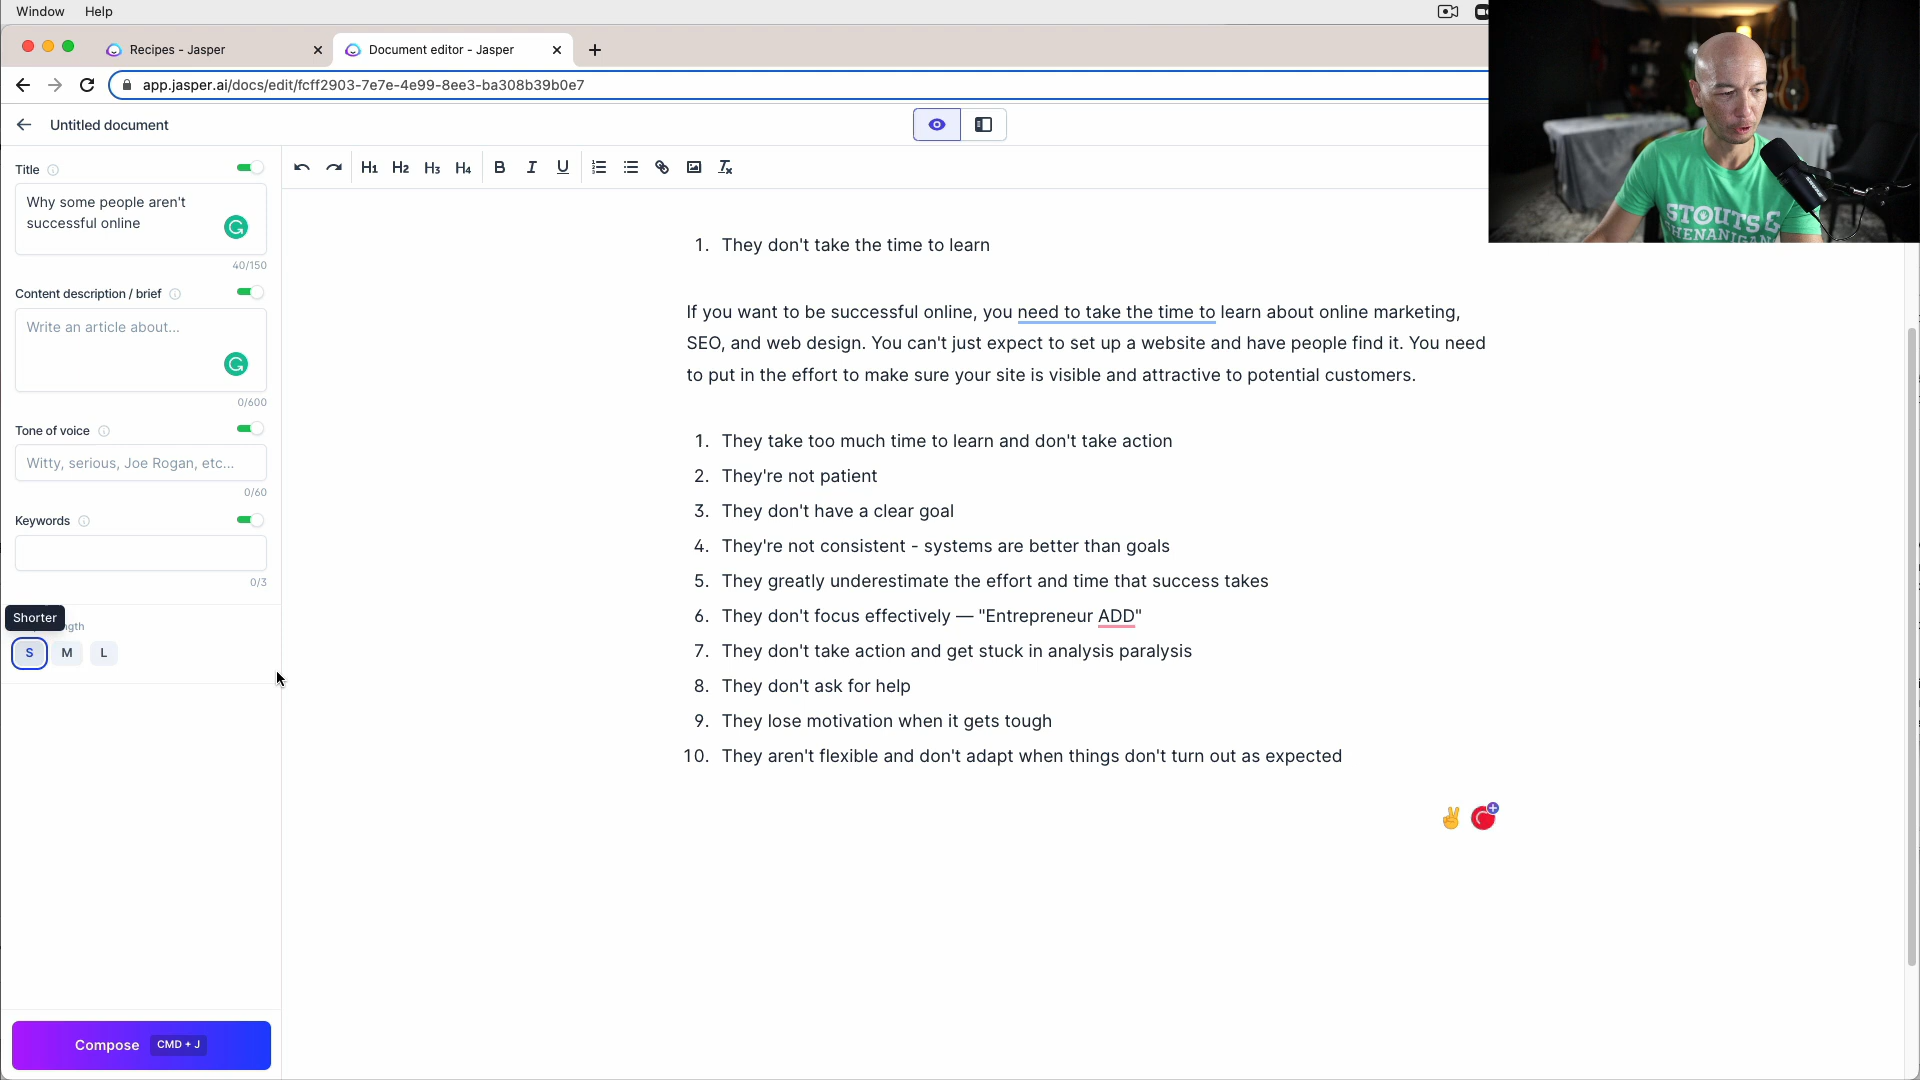 Window Help
Recipes - Jasper
Document editor - Jasper
app.jasper.ai/docs/edit/fcff2903-7e7e-4e99-8ee3-ba308b39b0e7
Untitled document
Title
Why some people aren't
successful online
40/150
Content description / brief
Write an article about...
0/600
Tone of voice
Witty, serious, Joe Rogan, etc...
0/60
Keywords
0/3
Shorter
ngth
S M L
Compose CMD + J
H1 H2 H3 H4 B I U
1. They don't take the time to learn
If you want to be successful online, you need to take the time to learn about online marketing,
SEO, and web design. You can't just expect to set up a website and have people find it. You need
to put in the effort to make sure your site is visible and attractive to potential customers.
1. They take too much time to learn and don't take action
2. They're not patient
3. They don't have a clear goal
4. They're not consistent - systems are better than goals
5. They greatly underestimate the effort and time that success takes
6. They don't focus effectively — "Entrepreneur ADD"
7. They don't take action and get stuck in analysis paralysis
8. They don't ask for help
9. They lose motivation when it gets tough
10. They aren't flexible and don't adapt when things don't turn out as expected
STOUTS &
SHENANIGANS